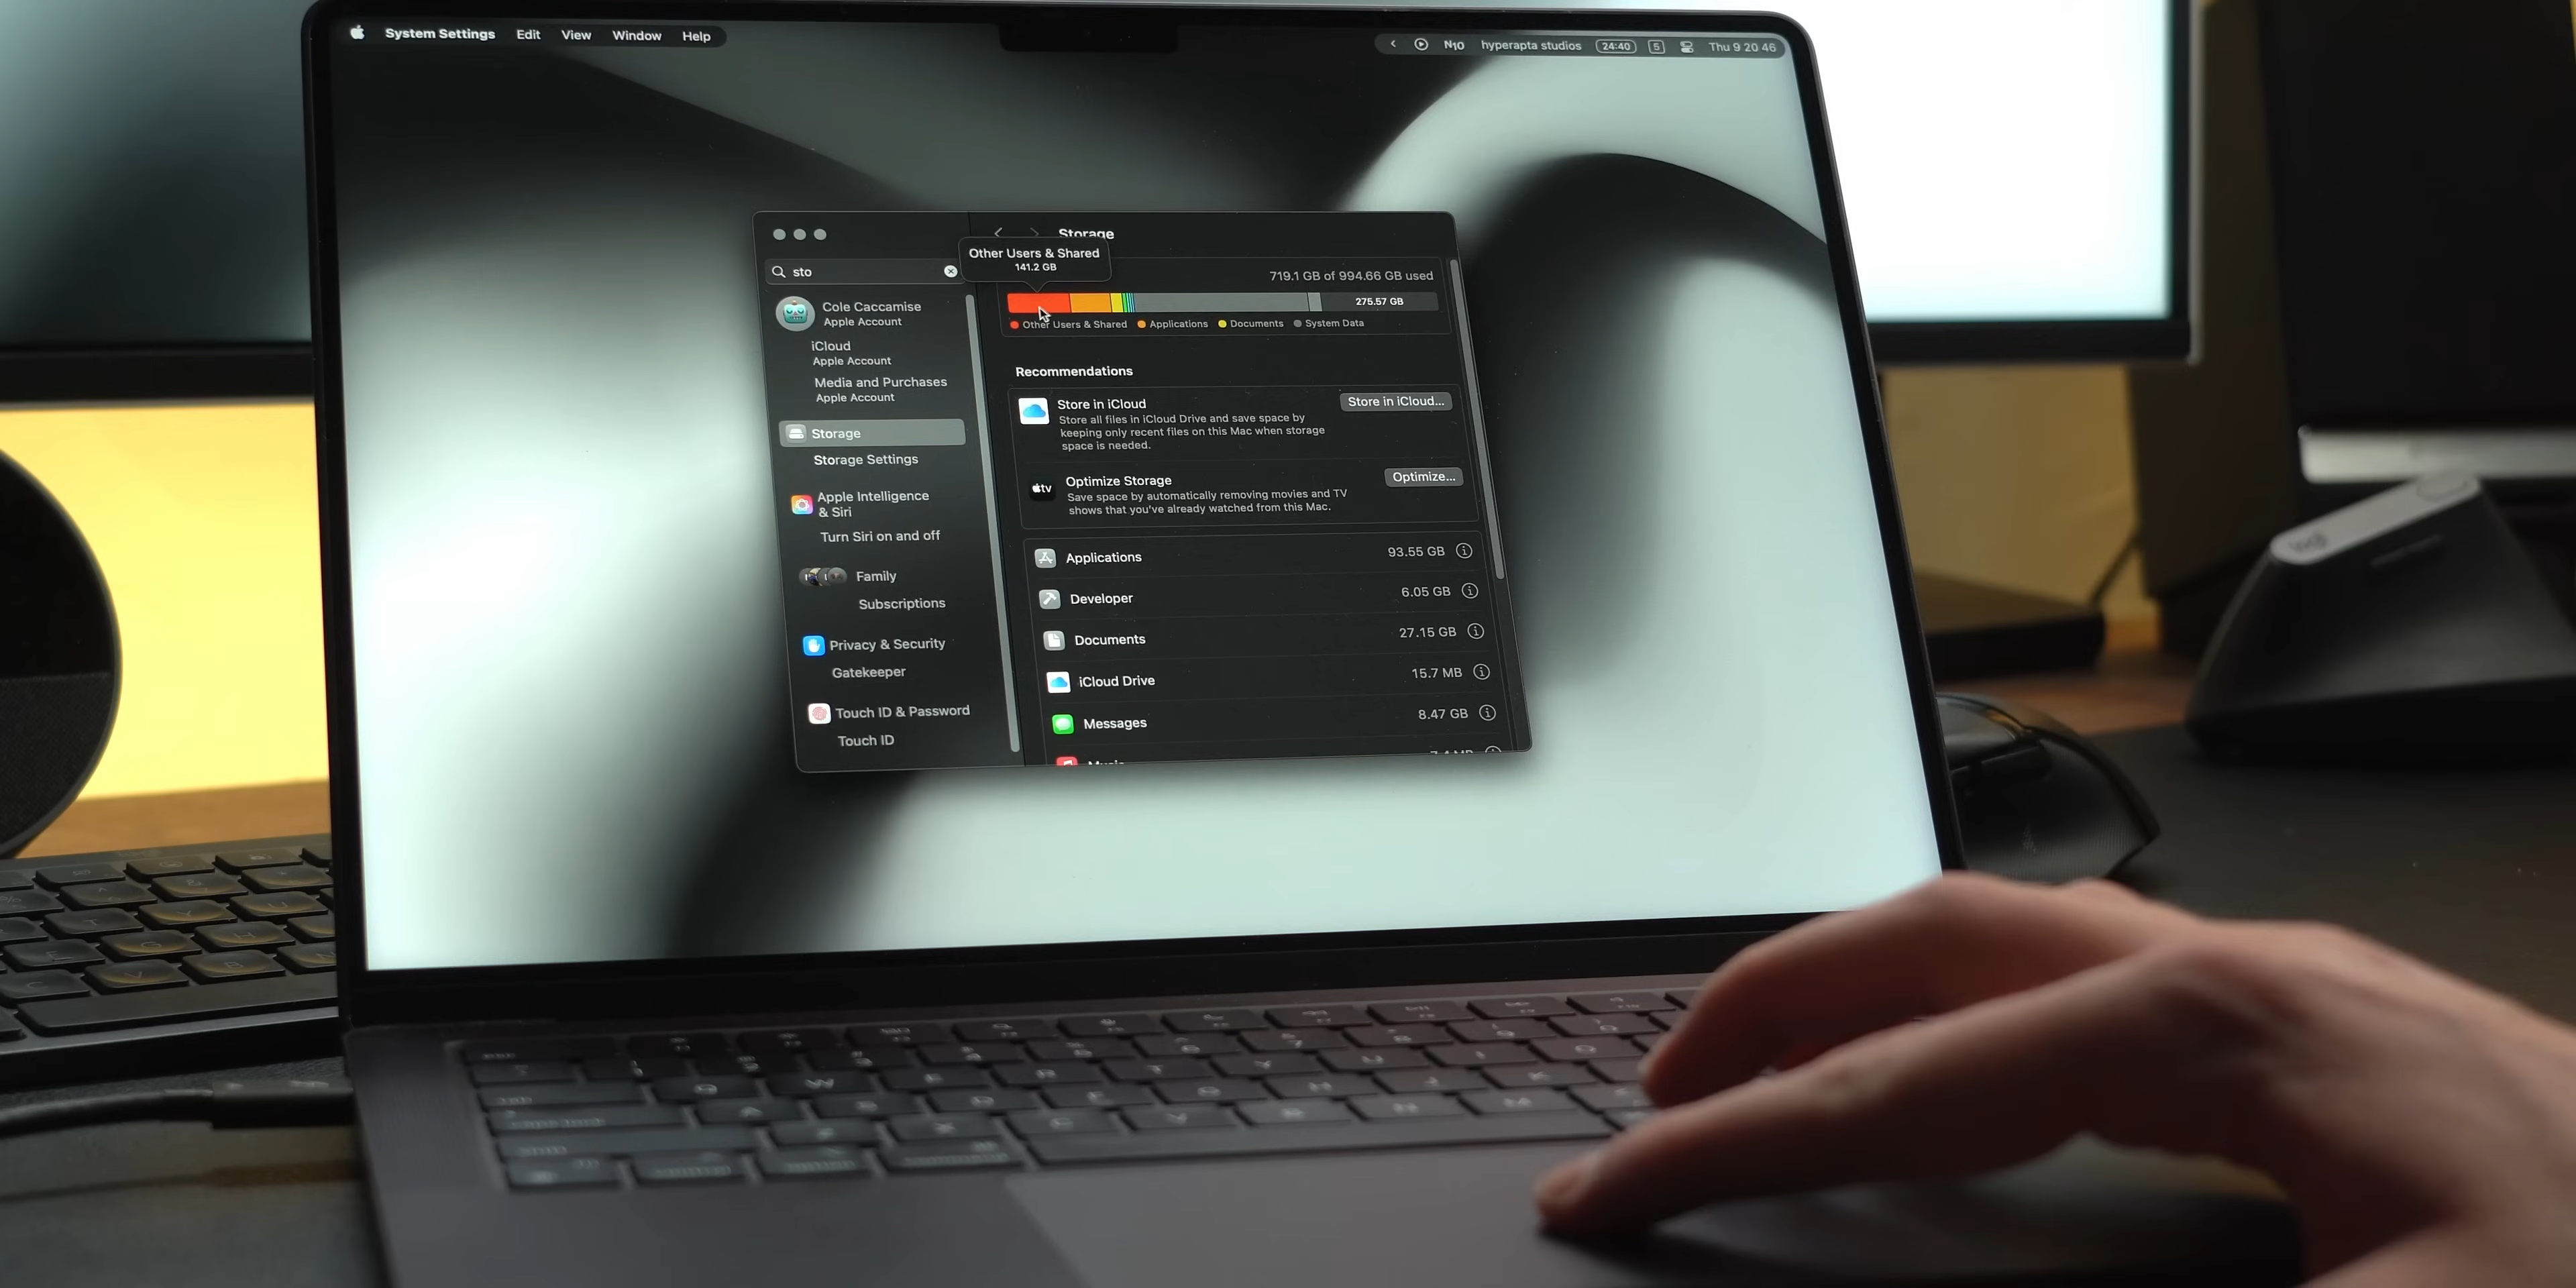 System Settings Edit View Window Help
N10 hyperapta studios 24:40 5 Thu 9 20 46
Storage
Other Users & Shared
141.2 GB
sto
719.1 GB of 994.66 GB used
275.57 GB
Other Users & Shared Applications Documents System Data
Cole Caccamise
Apple Account
iCloud
Apple Account
Media and Purchases
Apple Account
Storage
Storage Settings
Apple Intelligence
& Siri
Turn Siri on and off
Family
Subscriptions
Privacy & Security
Gatekeeper
Touch ID & Password
Touch ID
Recommendations
Store in iCloud
Store in iCloud...
Store all files in iCloud Drive and save space by
keeping only recent files on this Mac when storage
space is needed.
tv
Optimize Storage
Optimize...
Save space by automatically removing movies and TV
shows that you've already watched from this Mac.
Applications 93.55 GB
Developer 6.05 GB
Documents 27.15 GB
iCloud Drive 15.7 MB
Messages 8.47 GB